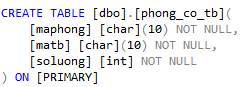 CREATE TABLE [dbo].[phong_co_tb](
    [maphong] [char](10) NOT NULL,
    [matb] [char](10) NOT NULL,
    [soluong] [int] NOT NULL
) ON [PRIMARY]